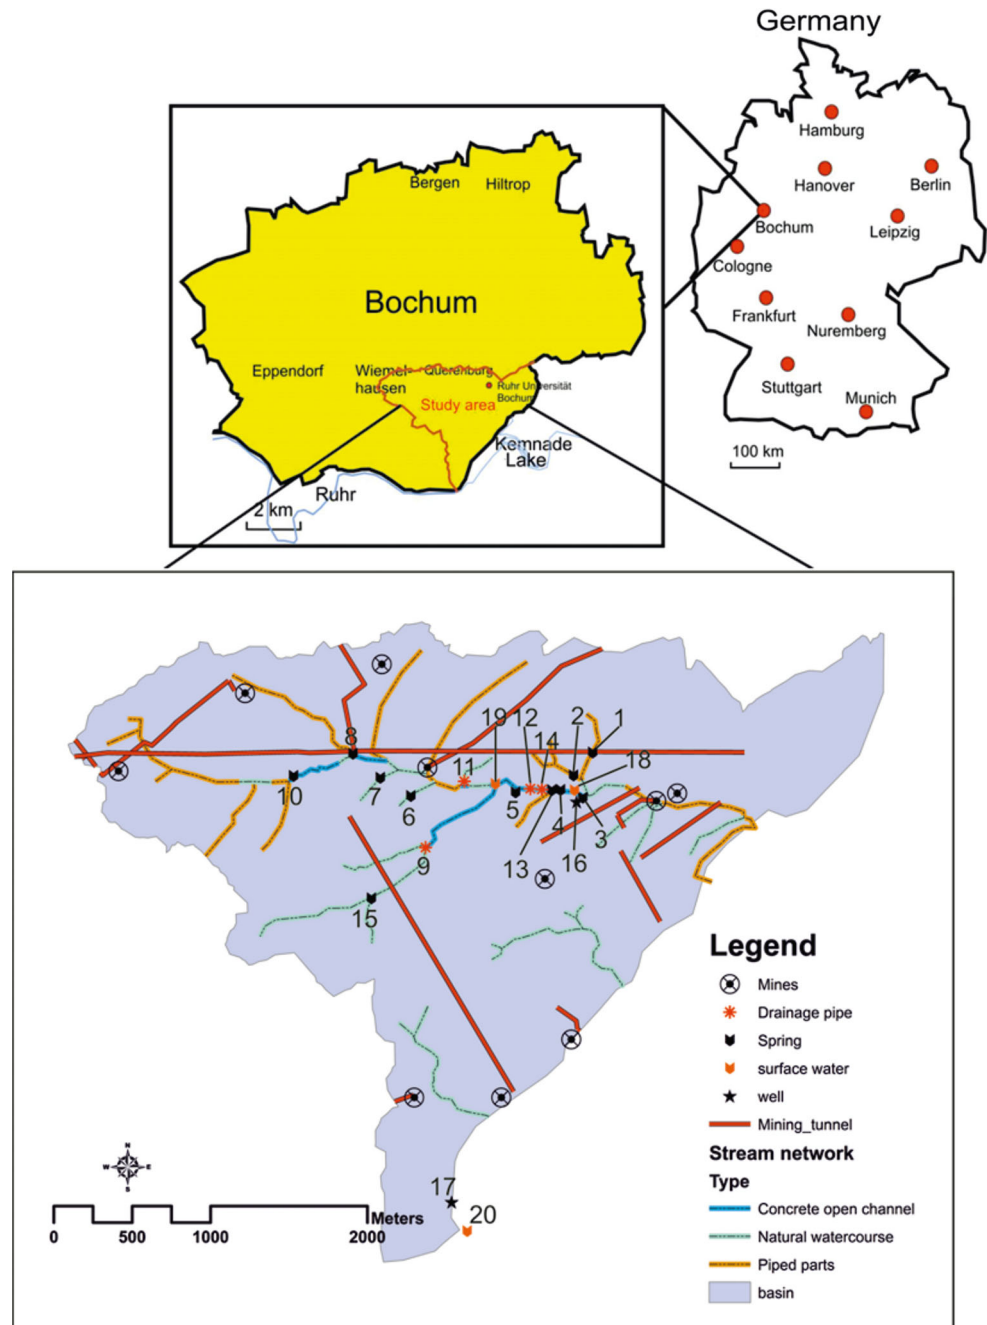 Germany
Hamburg
Hanover
Berlin
Bochum
Leipzig
Cologne
Frankfurt
Nuremberg
Stuttgart
Munich
100 km
Bergen
Hiltrop
Bochum
Eppendorf
Wiemel-
hausen
Querenburg
Ruhr Universität
Bochum
Study area
Kemnade
Lake
Ruhr
2 km
19
12
2
1
8
14
18
11
10
7
6
5
4
3
13
16
9
15
17
20
N
W
E
S
Meters
0
500
1000
2000
Legend
Mines
Drainage pipe
Spring
surface water
well
Mining_tunnel
Stream network
Type
Concrete open channel
Natural watercourse
Piped parts
basin